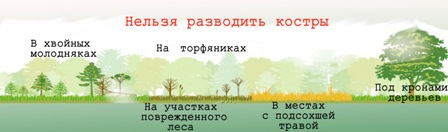 Нельзя разводить костры
В хвойных
молодняках
На торфяниках
На участках
поврежденного
леса
В местах
с подсохшей
травой
Под кронами
деревьев